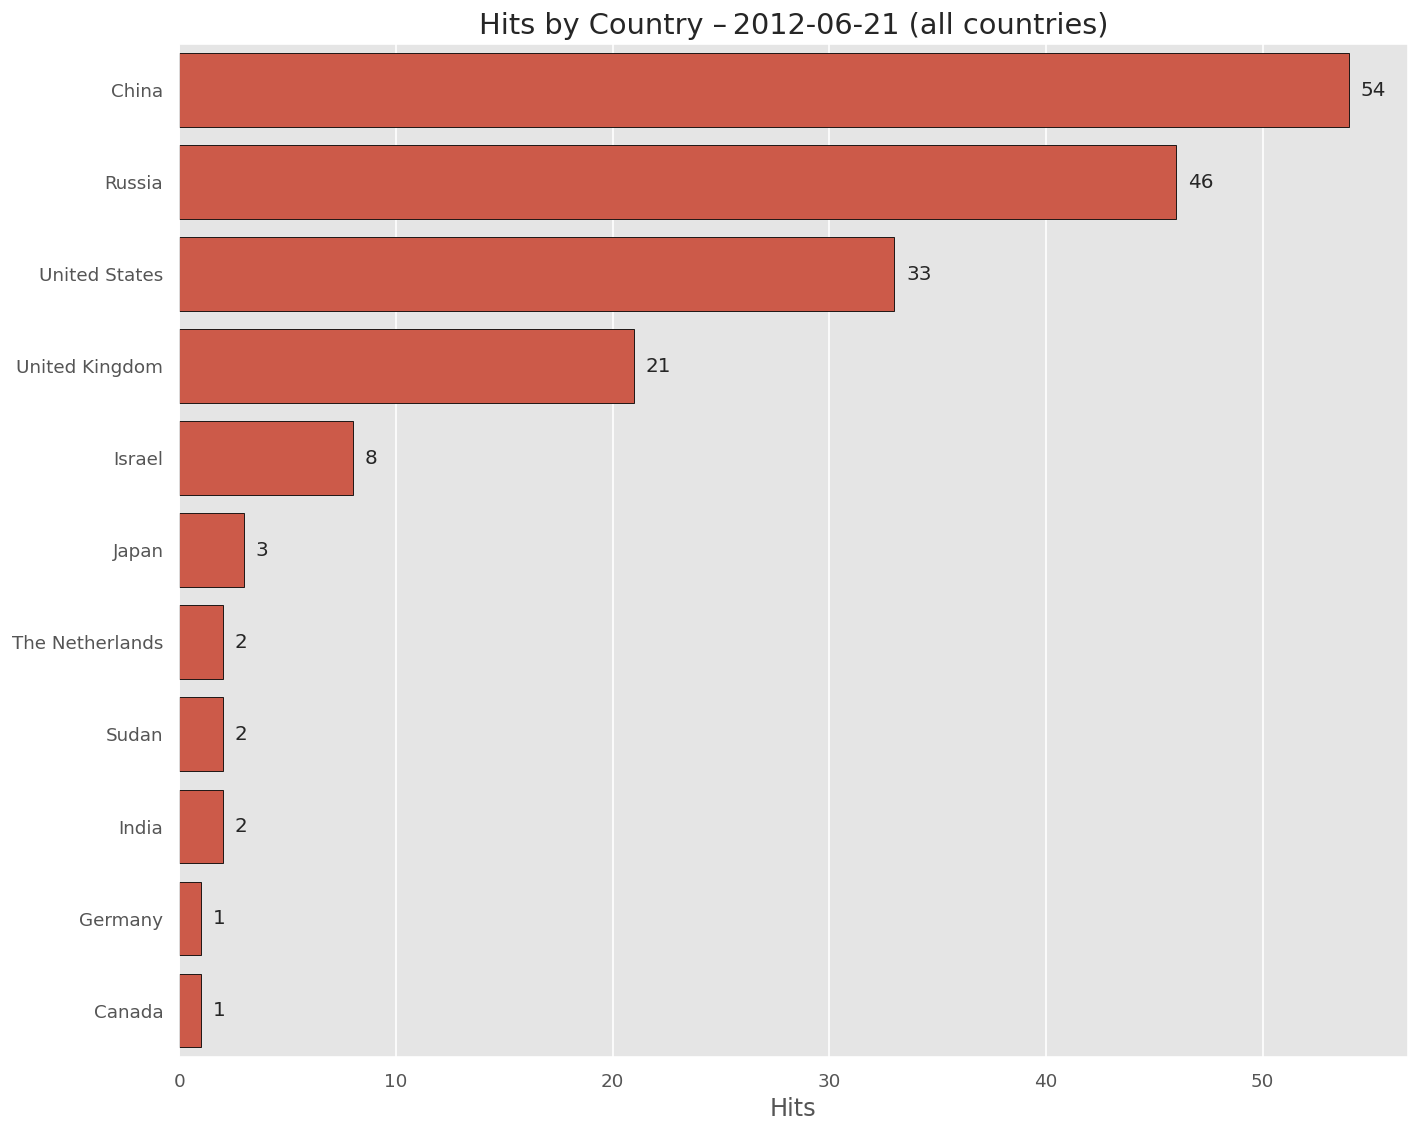 Hits by Country – 2012-06-21 (all countries)
China 54
Russia 46
United States 33
United Kingdom 21
Israel 8
Japan 3
The Netherlands 2
Sudan 2
India 2
Germany 1
Canada 1
0 10 20 30 40 50
Hits